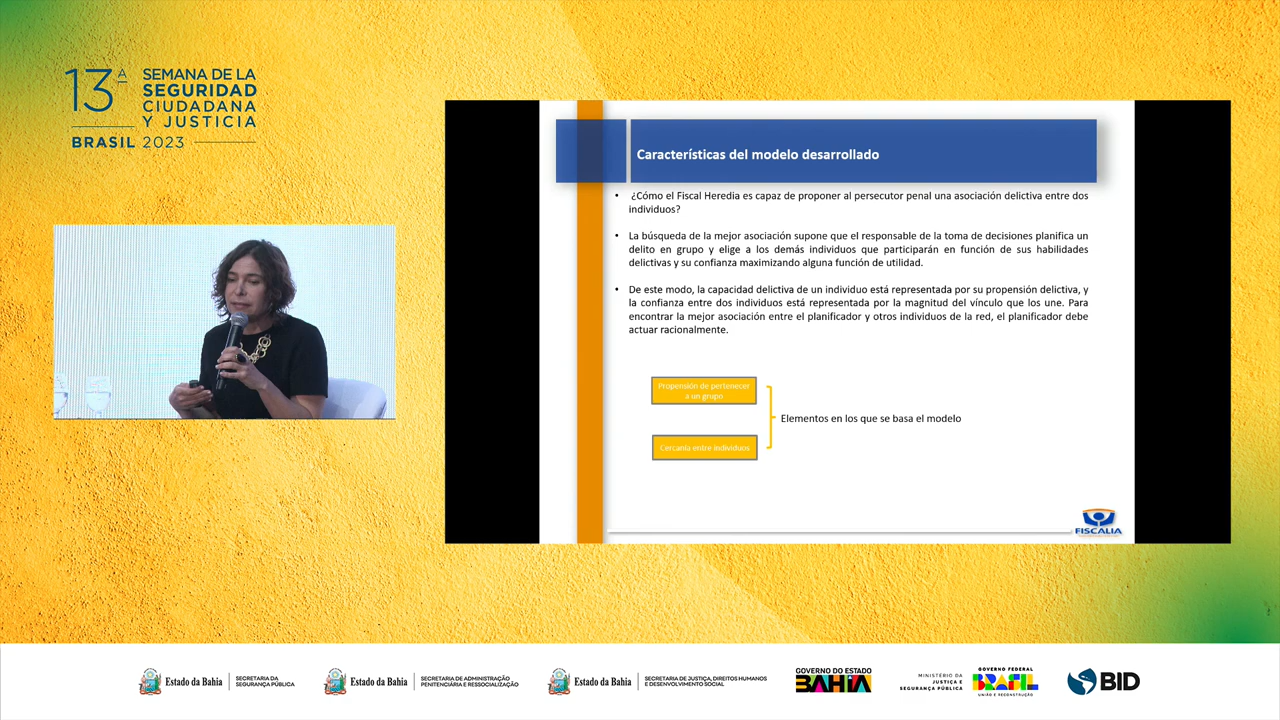 13ª
SEMANA DE LA
SEGURIDAD
CIUDADANA
Y JUSTICIA
BRASIL 2023
Características del modelo desarrollado
• ¿Cómo el Fiscal Heredia es capaz de proponer al persecutor penal una asociación delictiva entre dos
individuos?
• La búsqueda de la mejor asociación supone que el responsable de la toma de decisiones planifica un
delito en grupo y elige a los demás individuos que participarán en función de sus habilidades
delictivas y su confianza maximizando alguna función de utilidad.
• De este modo, la capacidad delictiva de un individuo está representada por su propensión delictiva, y
la confianza entre dos individuos está representada por la magnitud del vínculo que los une. Para
encontrar la mejor asociación entre el planificador y otros individuos de la red, el planificador debe
actuar racionalmente.
Propensión de pertenecer
a un grupo
Elementos en los que se basa el modelo
Cercanía entre individuos
FISCALIA
Estado da Bahia
SECRETARIA DA
SEGURANÇA PÚBLICA
Estado da Bahia
SECRETARIA DE ADMINISTRAÇÃO
PENITENCIÁRIA E RESSOCIALIZAÇÃO
Estado da Bahia
SECRETARIA DE JUSTIÇA, DIREITOS HUMANOS
E DESENVOLVIMENTO SOCIAL
GOVERNO DO ESTADO
BAHIA
MINISTÉRIO DA
JUSTIÇA E
SEGURANÇA PÚBLICA
GOVERNO FEDERAL
BRASIL
UNIÃO E RECONSTRUÇÃO
BID